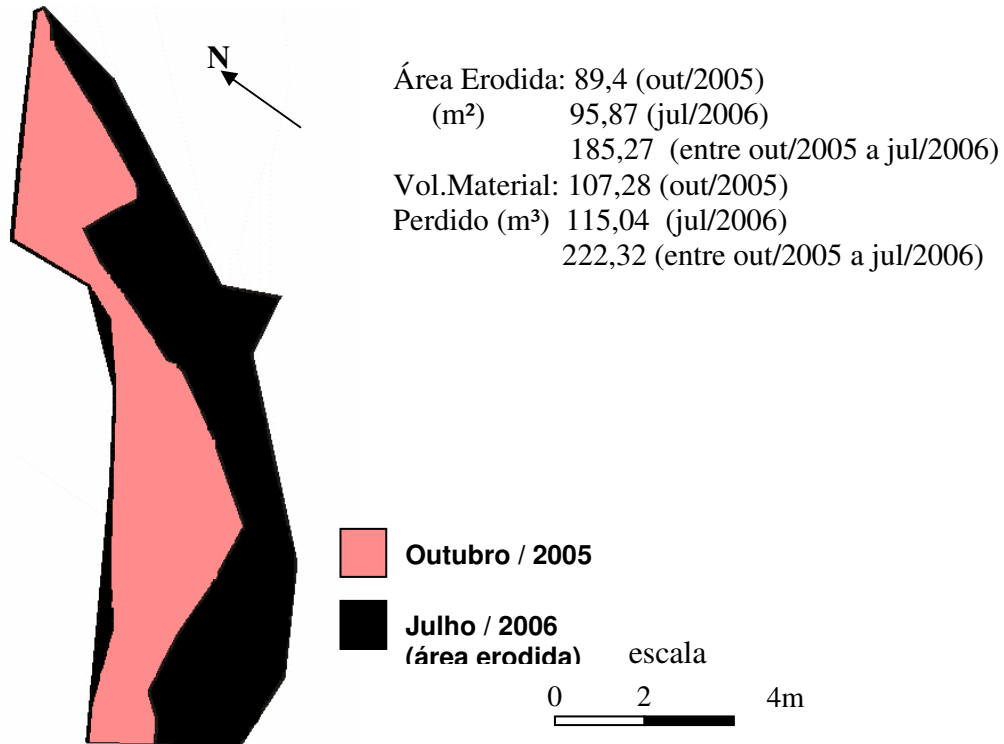 N
Área Erodida: 89,4 (out/2005)
(m²) 95,87 (jul/2006)
185,27 (entre out/2005 a jul/2006)
Vol.Material: 107,28 (out/2005)
Perdido (m³) 115,04 (jul/2006)
222,32 (entre out/2005 a jul/2006)
Outubro / 2005
Julho / 2006
(área erodida)
escala
0 2 4m